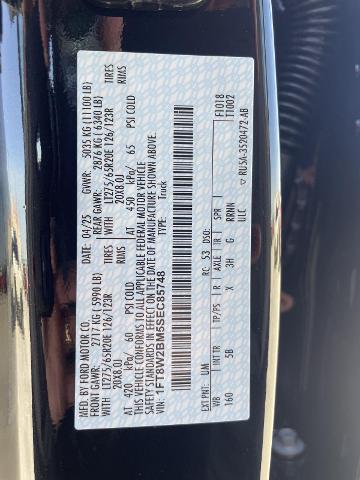 MFD. BY FORD MOTOR CO. 04/25 GVWR: 5035 KG (11100 LB)
FRONT GAWR: 2717 KG (5990 LB) REAR GAWR: 2876 KG (6340 LB)
WITH LT275/65R20E 126/123R TIRES WITH LT275/65R20E 126/123R TIRES
20X8.0J RIMS 20X8.0J RIMS
AT 420 kPa/ 60 PSI COLD AT 450 kPa/ 65 PSI COLD
THIS VEHICLE CONFORMS TO ALL APPLICABLE FEDERAL MOTOR VEHICLE
SAFETY STANDARDS IN EFFECT ON THE DATE OF MANUFACTURE SHOWN ABOVE.
VIN: 1FT8W2BM5SEC85748 TYPE: Truck
F1018
T1002
EXT PNT: UM RC: 53 DSO:
WB INT TR TP/PS R AXLE TR SPR
160 5B X 3H G RRNN
ULC
RU5A-3520472-AB